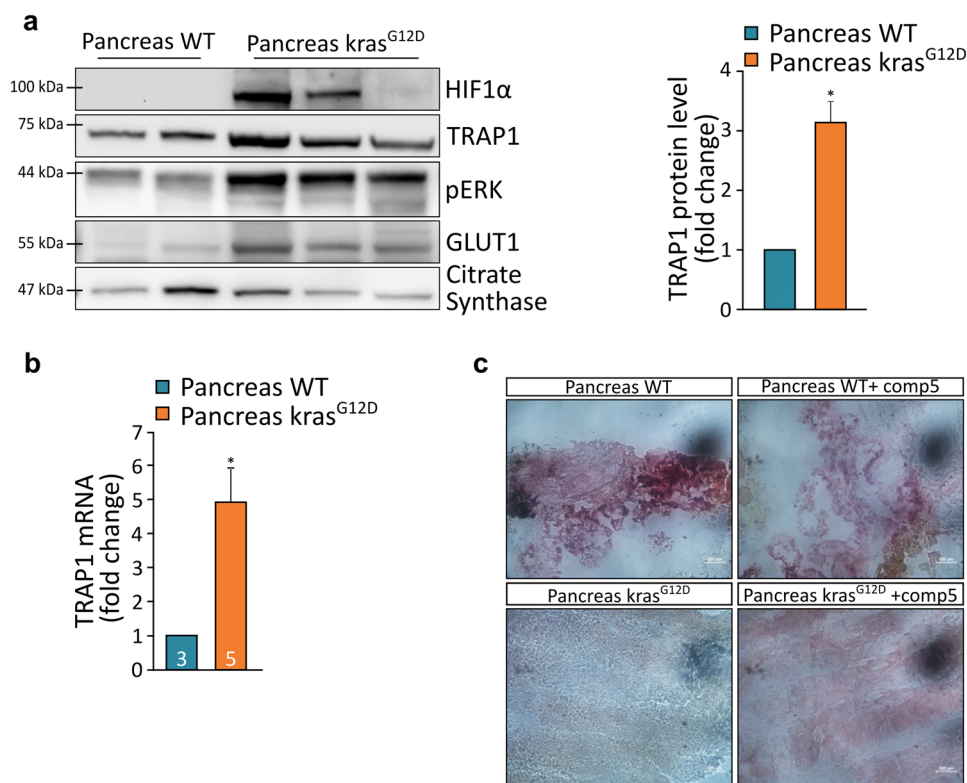 a
Pancreas WT
Pancreas kras^G12D
100 kDa
HIF1α
75 kDa
TRAP1
44 kDa
pERK
55 kDa
GLUT1
47 kDa
Citrate
Synthase
Pancreas WT
Pancreas kras^G12D
TRAP1 protein level
(fold change)
4
3
2
1
0
*
b
Pancreas WT
Pancreas kras^G12D
TRAP1 mRNA
(fold change)
7
6
5
4
3
2
1
0
*
3
5
c
Pancreas WT
Pancreas WT+ comp5
Pancreas kras^G12D
Pancreas kras^G12D +comp5